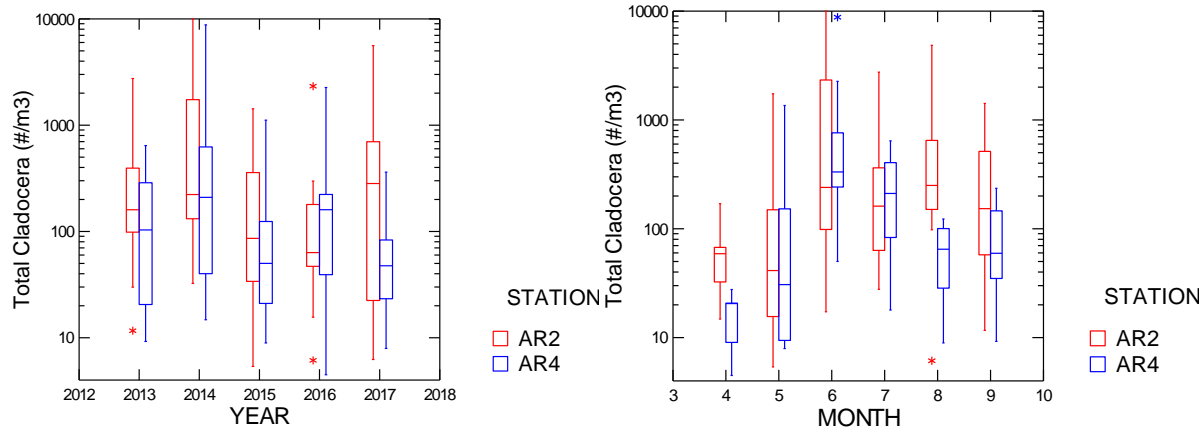 Total Cladocera (#/m3)
10000
1000
100
10
2012 2013 2014 2015 2016 2017 2018
YEAR
STATION
AR2
AR4
Total Cladocera (#/m3)
10000
1000
100
10
3 4 5 6 7 8 9 10
MONTH
STATION
AR2
AR4